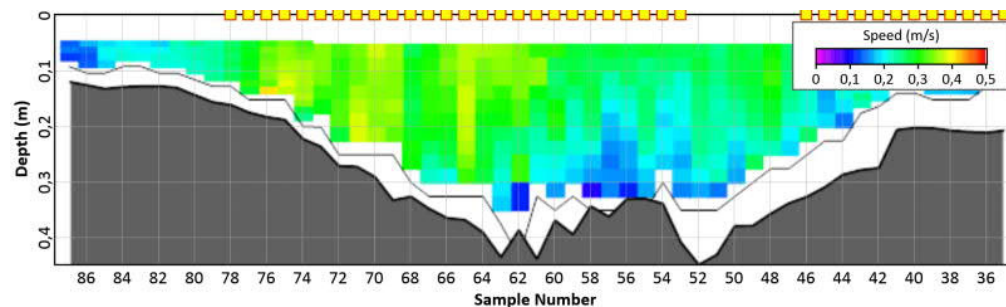 0
0,1
0,2
0,3
0,4
Depth (m)
Speed (m/s)
0 0,1 0,2 0,3 0,4 0,5
86 84 82 80 78 76 74 72 70 69 66 64 62 60 58 56 54 52 50 48 46 44 42 41 40 38 36
Sample Number